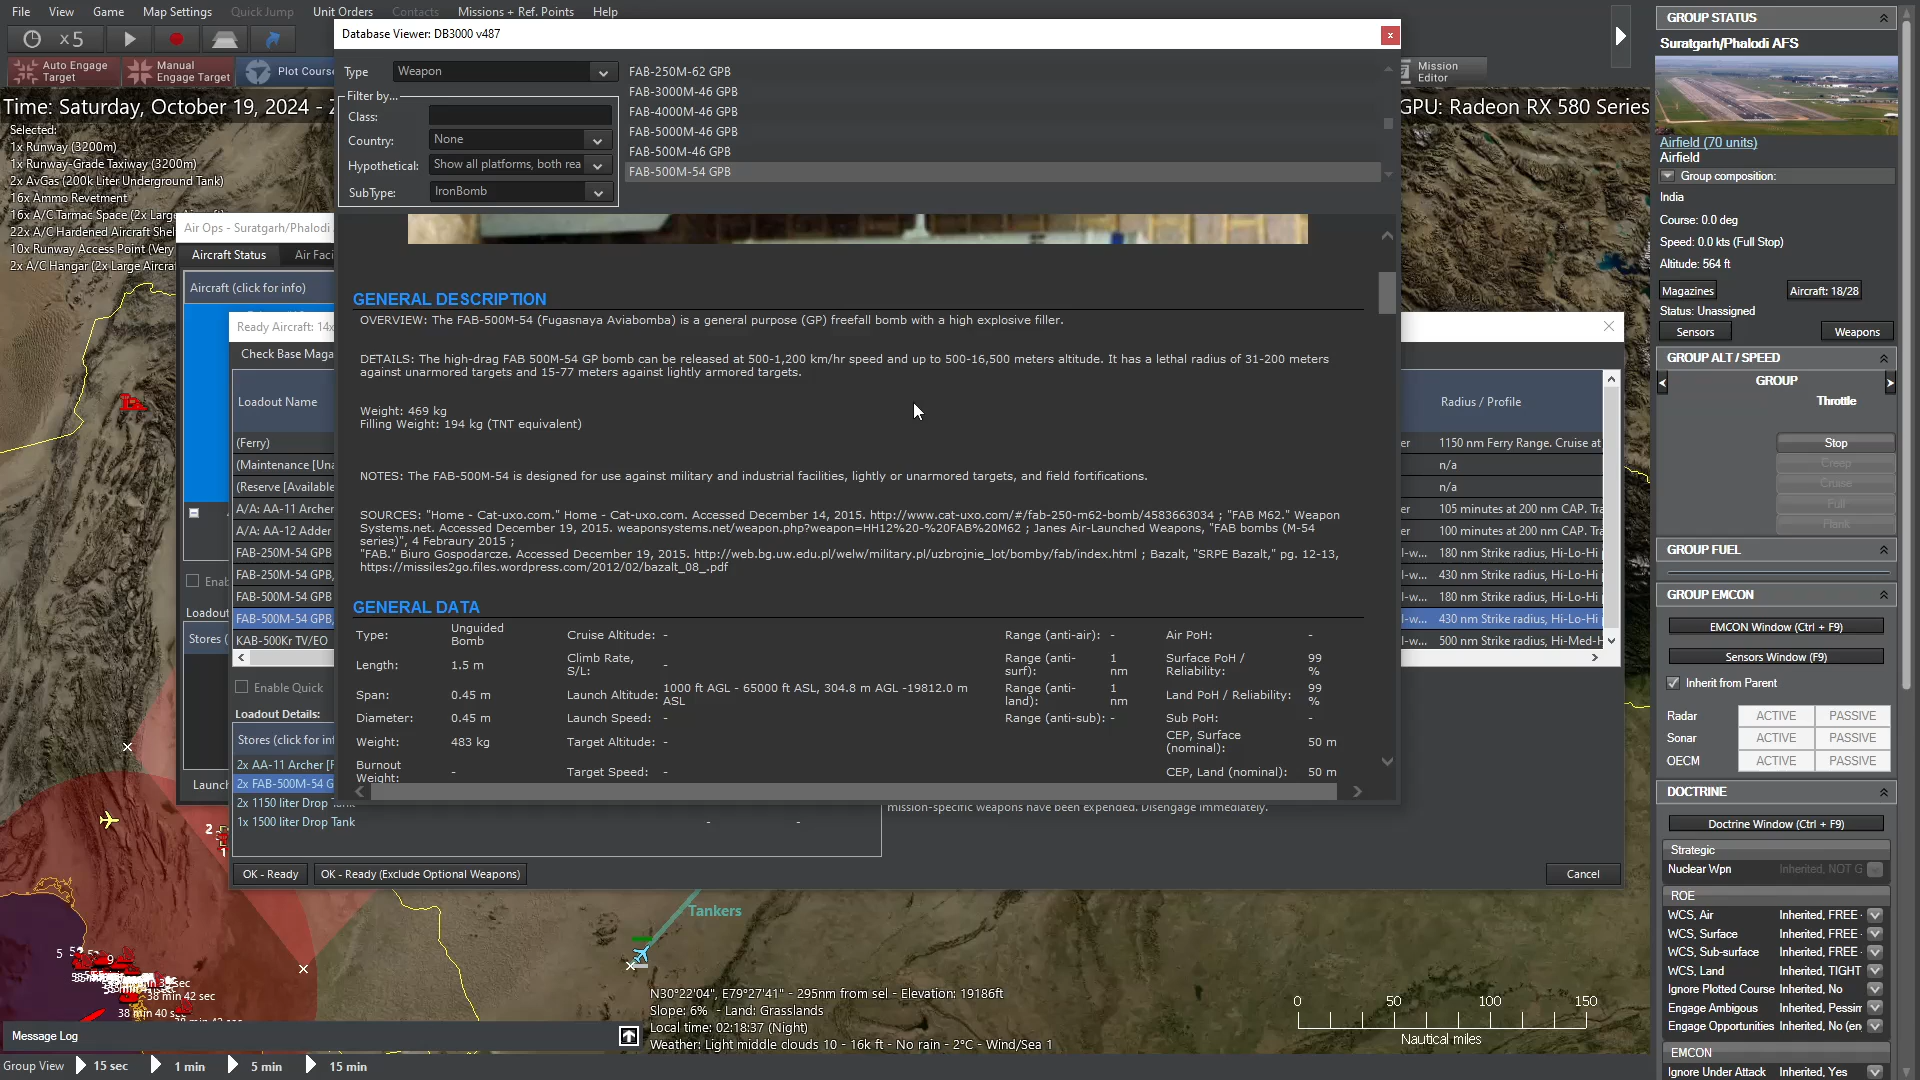 File View Game Map Settings Quick Jump Unit Orders Contacts Missions + Ref. Points Help
x 5
Auto Engage Target
Manual Engage Target
Plot Cours
Time: Saturday, October 19, 2024 -
Selected:
1x Runway (3200m)
1x Runway-Grade Taxiway (3200m)
2x AvGas (200k Liter Underground Tank)
16x Ammo Revetment
16x A/C Tarmac Space (2x Large
22x A/C Hardened Aircraft Shel
10x Runway Access Point (Very
2x A/C Hangar (2x Large Aircra
Air Ops - Suratgarh/Phalodi
Aircraft Status Air Faci
Aircraft (click for info)
Ready Aircraft: 14x
Check Base Maga
Loadout Name
(Ferry)
(Maintenance [Una
(Reserve [Available
A/A: AA-11 Archer
A/A: AA-12 Adder
FAB-250M-54 GPB
FAB-250M-54 GPB,
FAB-500M-54 GPB
FAB-500M-54 GPB,
KAB-500Kr TV/EO
Enab
Loadout
Stores (
Launch
Enable Quick
Loadout Details:
Stores (click for inf
2x AA-11 Archer [R
2x FAB-500M-54 G
2x 1150 liter Drop Tank
1x 1500 liter Drop Tank - -
OK - Ready OK - Ready (Exclude Optional Weapons)
mission-specific weapons have been expended. Disengage immediately.
Cancel
Database Viewer: DB3000 v487
x
Type Weapon
Filter by...
Class:
Country: None
Hypothetical: Show all platforms, both rea
SubType: IronBomb
FAB-250M-62 GPB
FAB-3000M-46 GPB
FAB-4000M-46 GPB
FAB-5000M-46 GPB
FAB-500M-46 GPB
FAB-500M-54 GPB
GENERAL DESCRIPTION
OVERVIEW: The FAB-500M-54 (Fugasnaya Aviabomba) is a general purpose (GP) freefall bomb with a high explosive filler.
DETAILS: The high-drag FAB 500M-54 GP bomb can be released at 500-1,200 km/hr speed and up to 500-16,500 meters altitude. It has a lethal radius of 31-200 meters
against unarmored targets and 15-77 meters against lightly armored targets.
Weight: 469 kg
Filling Weight: 194 kg (TNT equivalent)
NOTES: The FAB-500M-54 is designed for use against military and industrial facilities, lightly or unarmored targets, and field fortifications.
SOURCES: "Home - Cat-uxo.com." Home - Cat-uxo.com. Accessed December 14, 2015. http://www.cat-uxo.com/#/fab-250-m62-bomb/4583663034 ; "FAB M62." Weapon
Systems.net. Accessed December 19, 2015. weaponsystems.net/weapon.php?weapon=HH12%20-%20FAB%20M62 ; Janes Air-Launched Weapons, "FAB bombs (M-54
series)", 4 Febraury 2015 ;
"FAB." Biuro Gospodarcze. Accessed December 19, 2015. http://web.bg.uw.edu.pl/welw/military.pl/uzbrojnie_lot/bomby/fab/index.html ; Bazalt, "SRPE Bazalt," pg. 12-13,
https://missiles2go.files.wordpress.com/2012/02/bazalt_08_.pdf
GENERAL DATA
Type: Unguided Bomb Cruise Altitude: - Range (anti-air): - Air PoH: -
Length: 1.5 m Climb Rate, S/L: - Range (anti-surf): 1 nm Surface PoH / Reliability: 99 %
Span: 0.45 m Launch Altitude: 1000 ft AGL - 65000 ft ASL, 304.8 m AGL -19812.0 m ASL Range (anti-land): 1 nm Land PoH / Reliability: 99 %
Diameter: 0.45 m Launch Speed: - Range (anti-sub): - Sub PoH: -
Weight: 483 kg Target Altitude: - CEP, Surface (nominal): 50 m
Burnout Weight: - Target Speed: - CEP, Land (nominal): 50 m
Mission Editor
GPU: Radeon RX 580 Series
Radius / Profile
er 1150 nm Ferry Range. Cruise at
n/a
n/a
105 minutes at 200 nm CAP. Tra
er 100 minutes at 200 nm CAP. Tra
l-w... 180 nm Strike radius, Hi-Lo-Hi
l-w... 430 nm Strike radius, Hi-Lo-Hi
l-w... 180 nm Strike radius, Hi-Lo-Hi
l-w... 430 nm Strike radius, Hi-Lo-Hi
l-w... 500 nm Strike radius, Hi-Med-H
GROUP STATUS
Suratgarh/Phalodi AFS
Airfield (70 units)
Airfield
Group composition:
India
Course: 0.0 deg
Speed: 0.0 kts (Full Stop)
Altitude: 564 ft
Magazines Aircraft: 18/28
Status: Unassigned
Sensors Weapons
GROUP ALT / SPEED
GROUP
Throttle
Stop
Creep
Cruise
Full
Flank
GROUP FUEL
GROUP EMCON
EMCON Window (Ctrl + F9)
Sensors Window (F9)
Inherit from Parent
Radar ACTIVE PASSIVE
Sonar ACTIVE PASSIVE
OECM ACTIVE PASSIVE
DOCTRINE
Doctrine Window (Ctrl + F9)
Strategic
Nuclear Wpn Inherited, NOT G
ROE
WCS, Air Inherited, FREE
WCS, Surface Inherited, FREE
WCS, Sub-surface Inherited, FREE
WCS, Land Inherited, TIGHT
Ignore Plotted Course Inherited, No
Engage Ambiguous Inherited, Pessim
Engage Opportunities Inherited, No (en
EMCON
Ignore Under Attack Inherited, Yes
2
1
Tankers
5
9
38 min 42 sec
38 min 40 s
N30°22'04", E79°27'41" - 295nm from sel - Elevation: 19186ft
Slope: 6% - Land: Grasslands
Local time: 02:18:37 (Night)
Weather: Light middle clouds 10 - 16k ft - No rain - 2°C - Wind/Sea 1
0 50 100 150
Nautical miles
Message Log
Group View 15 sec 1 min 5 min 15 min